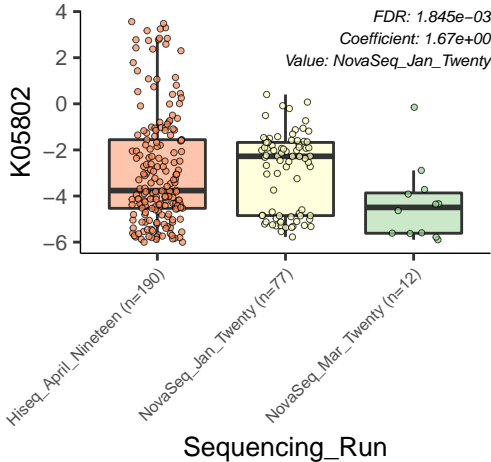 FDR: 1.845e−03
Coefficient: 1.67e+00
Value: NovaSeq_Jan_Twenty
K05802
4
2
0
−2
−4
−6
Hiseq_April_Nineteen (n=190)
NovaSeq_Jan_Twenty (n=77)
NovaSeq_Mar_Twenty (n=12)
Sequencing_Run